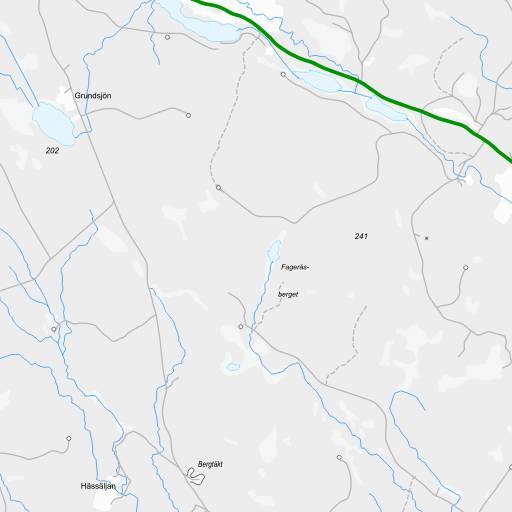 Grundsjön
202
241
Fagerås-
berget
Bergtäkt
Hässäljan